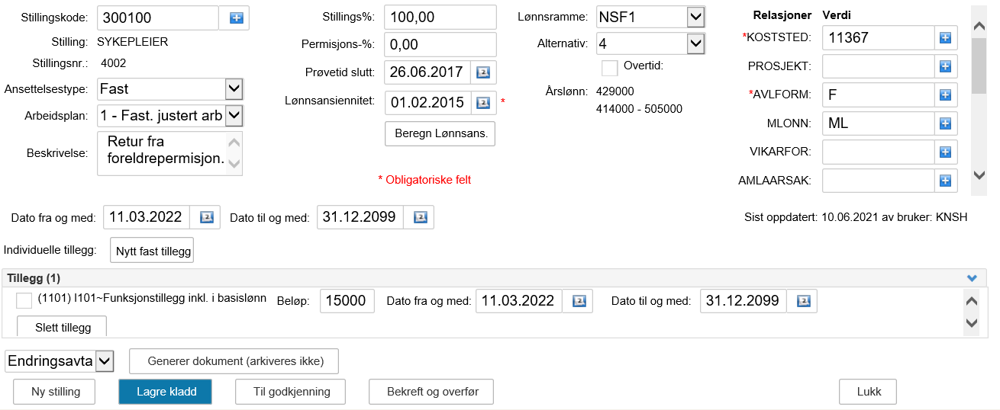 Stillingskode: 300100
Stilling: SYKEPLEIER
Stillingsnr.: 4002
Ansettelsestype: Fast
Arbeidsplan: 1 - Fast. justert arb
Beskrivelse: Retur fra
foreldrepermisjon.
Stillings%: 100,00
Permisjons-%: 0,00
Prøvetid slutt: 26.06.2017
Lønnsansiennitet: 01.02.2015 *
Beregn Lønnsans.
* Obligatoriske felt
Lønnsramme: NSF1
Alternativ: 4
Overtid:
Årslønn: 429000
414000 - 505000
Relasjoner Verdi
*KOSTSTED: 11367
PROSJEKT:
*AVLFORM: F
MLONN: ML
VIKARFOR:
AMLAARSAK:
Dato fra og med: 11.03.2022 Dato til og med: 31.12.2099
Sist oppdatert: 10.06.2021 av bruker: KNSH
Individuelle tillegg: Nytt fast tillegg
Tillegg (1)
(1101) I101~Funksjonstillegg inkl. i basislønn Beløp: 15000 Dato fra og med: 11.03.2022 Dato til og med: 31.12.2099
Slett tillegg
Endringsavta Generer dokument (arkiveres ikke)
Ny stilling Lagre kladd Til godkjenning Bekreft og overfør Lukk